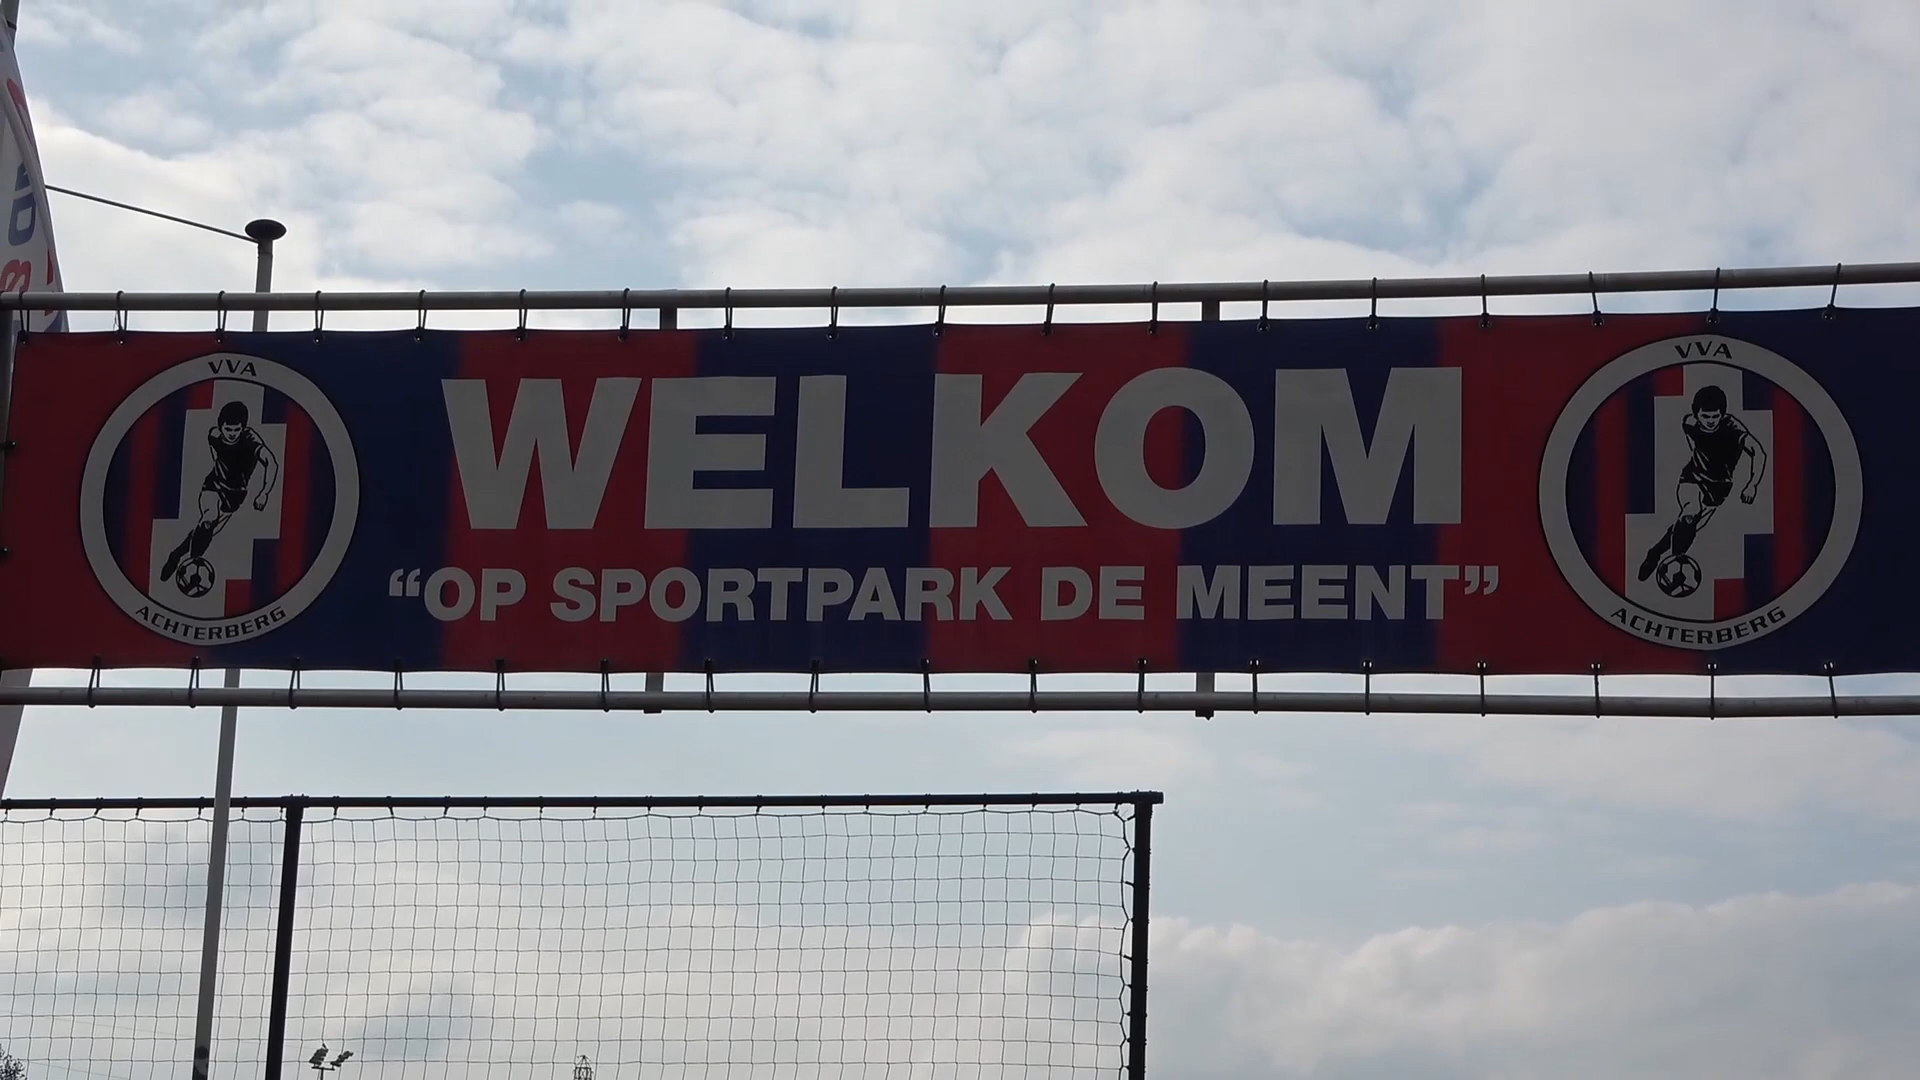 VVA
ACHTERBERG
WELKOM
“OP SPORTPARK DE MEENT”
VVA
ACHTERBERG